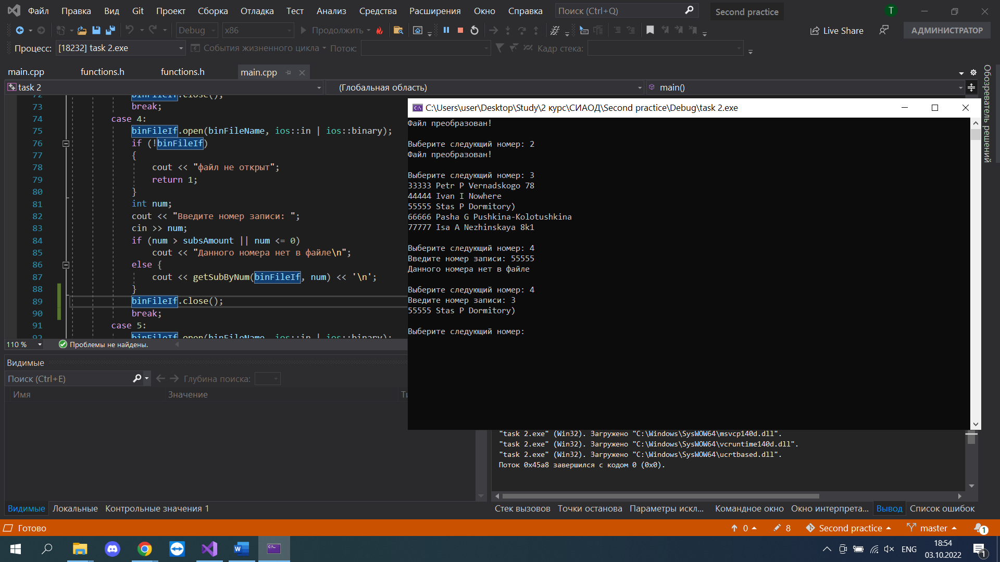 Файл Правка Вид Git Проект Сборка Отладка Тест Анализ Средства Расширения Окно Справка Поиск (Ctrl+Q) Second practice T
Debug x86 Продолжить Live Share АДМИНИСТРАТОР
Процесс: [18232] task 2.exe События жизненного цикла Поток: Кадр стека:
main.cpp functions.h functions.h main.cpp
task 2 (Глобальная область) main()
Обозреватель решений
72 binFileIf.close();
73 break;
74 case 4:
75 binFileIf.open(binFileName, ios::in | ios::binary);
76 if (!binFileIf)
77 {
78 cout << "файл не открыт";
79 return 1;
80 }
81 int num;
82 cout << "Введите номер записи: ";
83 cin >> num;
84 if (num > subsAmount || num <= 0)
85 cout << "Данного номера нет в файле\n";
86 else {
87 cout << getSubByNum(binFileIf, num) << '\n';
88 }
89 binFileIf.close();
90 break;
91 case 5:
92 binFileIf.open(binFileName, ios::in | ios::binary);
110 % Проблемы не найдены.
C:\Users\user\Desktop\Study\2 курс\СИАОД\Second practice\Debug\task 2.exe
Файл преобразован!
Выберите следующий номер: 2
Файл преобразован!
Выберите следующий номер: 3
33333 Petr P Vernadskogo 78
44444 Ivan I Nowhere
55555 Stas P Dormitory)
66666 Pasha G Pushkina-Kolotushkina
77777 Isa A Nezhinskaya 8k1
Выберите следующий номер: 4
Введите номер записи: 55555
Данного номера нет в файле
Выберите следующий номер: 4
Введите номер записи: 3
55555 Stas P Dormitory)
Выберите следующий номер:
Видимые
Поиск (Ctrl+E) Глубина поиска:
Имя Значение
"task 2.exe" (Win32). Загружено "C:\Windows\SysWOW64\msvcp140d.dll".
"task 2.exe" (Win32). Загружено "C:\Windows\SysWOW64\vcruntime140d.dll".
"task 2.exe" (Win32). Загружено "C:\Windows\SysWOW64\ucrtbased.dll".
Поток 0x45a8 завершился с кодом 0 (0x0).
Видимые Локальные Контрольные значения 1
Стек вызовов Точки останова Параметры искл... Командное окно Окно интерпрета... Вывод Список ошибок
Готово 0 8 Second practice master 1
ENG 18:54
03.10.2022 1